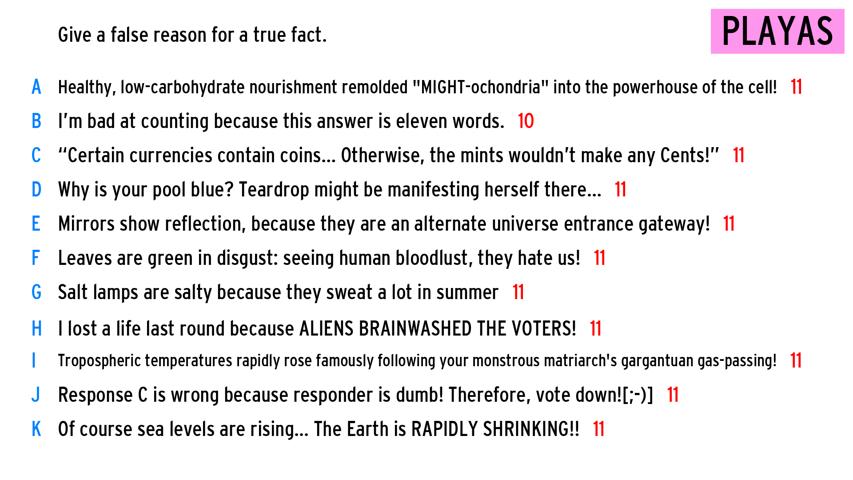 Give a false reason for a true fact.
PLAYAS
A Healthy, low-carbohydrate nourishment remolded "MIGHT-ochondria" into the powerhouse of the cell! 11
B I'm bad at counting because this answer is eleven words. 10
C “Certain currencies contain coins... Otherwise, the mints wouldn't make any Cents!” 11
D Why is your pool blue? Teardrop might be manifesting herself there... 11
E Mirrors show reflection, because they are an alternate universe entrance gateway! 11
F Leaves are green in disgust: seeing human bloodlust, they hate us! 11
G Salt lamps are salty because they sweat a lot in summer 11
H I lost a life last round because ALIENS BRAINWASHED THE VOTERS! 11
I Tropospheric temperatures rapidly rose famously following your monstrous matriarch's gargantuan gas-passing! 11
J Response C is wrong because responder is dumb! Therefore, vote down![;-)] 11
K Of course sea levels are rising... The Earth is RAPIDLY SHRINKING!! 11